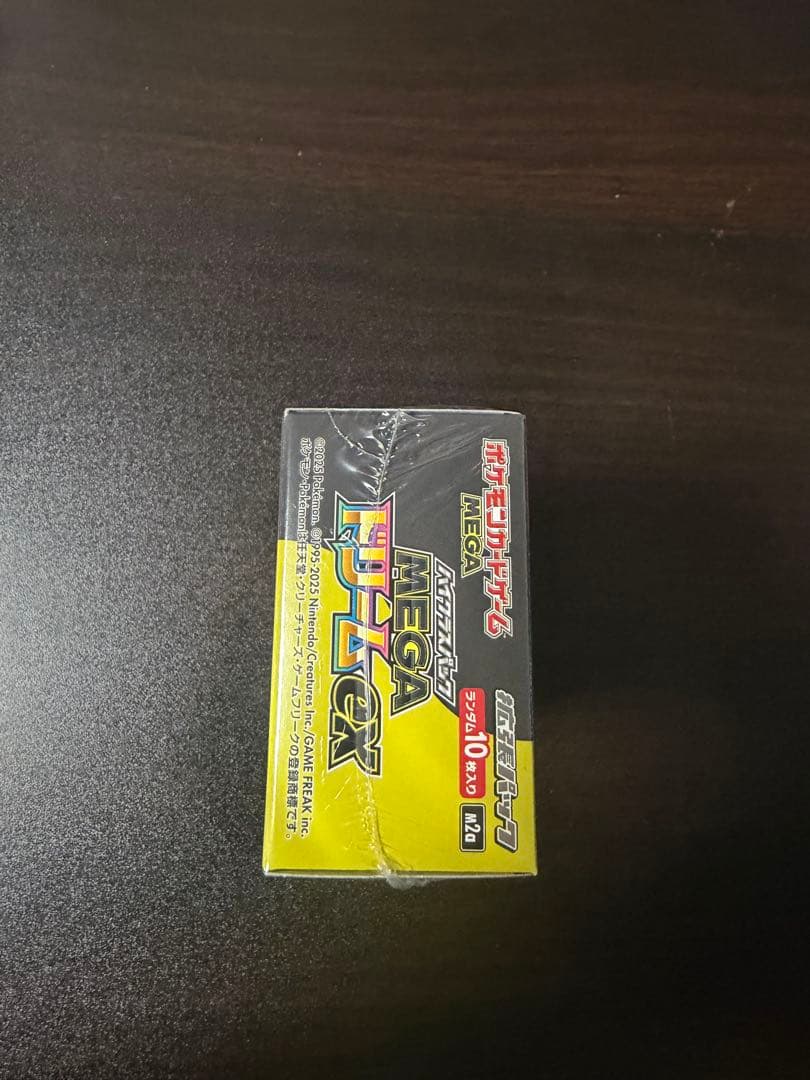 ポケモンカードゲーム
MEGA
拡張パック
ハイクラスパック
MEGA
ドリームex
ランダム10枚入り
M2a
©2025 Pokémon. ©1995-2025 Nintendo/Creatures Inc./GAME FREAK inc.
ポケモン・Pokémonは任天堂・クリーチャーズ・ゲームフリークの登録商標です。